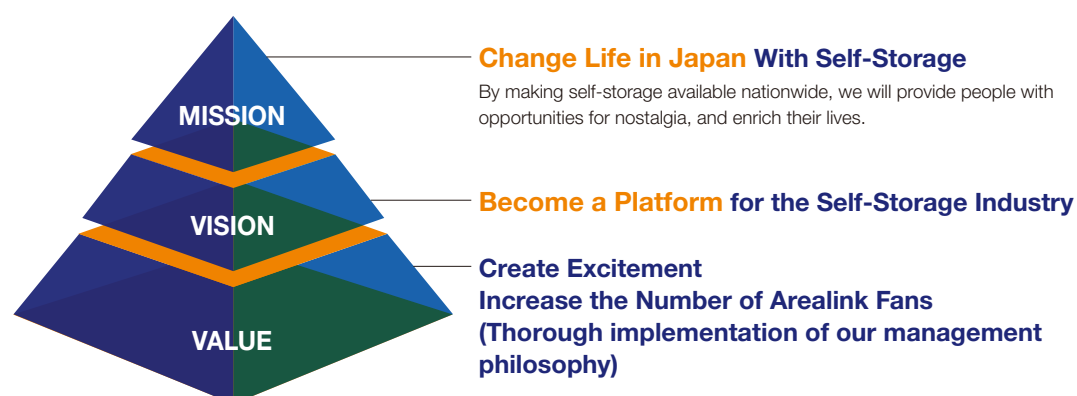 MISSION
Change Life in Japan With Self-Storage
By making self-storage available nationwide, we will provide people with
opportunities for nostalgia, and enrich their lives.
VISION
Become a Platform for the Self-Storage Industry
VALUE
Create Excitement
Increase the Number of Arealink Fans
(Thorough implementation of our management
philosophy)